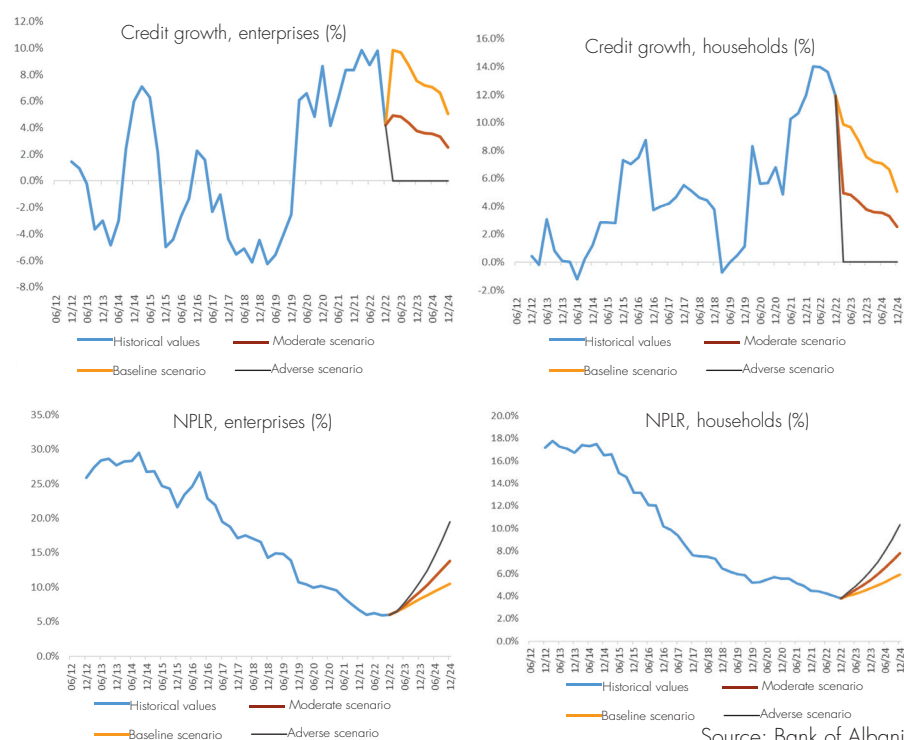 Credit growth, enterprises (%)
12.0%
10.0%
8.0%
6.0%
4.0%
2.0%
0.0%
-2.0%
-4.0%
-6.0%
-8.0%
06/12 12/12 06/13 12/13 06/14 12/14 06/15 12/15 06/16 12/16 06/17 12/17 06/18 12/18 06/19 12/19 06/20 12/20 06/21 12/21 06/22 12/22 06/23 12/23 06/24 12/24
Historical values Moderate scenario
Baseline scenario Adverse scenario
Credit growth, households (%)
16.0%
14.0%
12.0%
10.0%
8.0%
6.0%
4.0%
2.0%
0.0%
-2.0%
06/12 12/12 06/13 12/13 06/14 12/14 06/15 12/15 06/16 12/16 06/17 12/17 06/18 12/18 06/19 12/19 06/20 12/20 06/21 12/21 06/22 12/22 06/23 12/23 06/24 12/24
Historical values Moderate scenario
Baseline scenario Adverse scenario
NPLR, enterprises (%)
35.0%
30.0%
25.0%
20.0%
15.0%
10.0%
5.0%
0.0%
06/12 12/12 06/13 12/13 06/14 12/14 06/15 12/15 06/16 12/16 06/17 12/17 06/18 12/18 06/19 12/19 06/20 12/20 06/21 12/21 06/22 12/22 06/23 12/23 06/24 12/24
Historical values Moderate scenario
Baseline scenario Adverse scenario
NPLR, households (%)
20.0%
18.0%
16.0%
14.0%
12.0%
10.0%
8.0%
6.0%
4.0%
2.0%
0.0%
06/12 12/12 06/13 12/13 06/14 12/14 06/15 12/15 06/16 12/16 06/17 12/17 06/18 12/18 06/19 12/19 06/20 12/20 06/21 12/21 06/22 12/22 06/23 12/23 06/24 12/24
Historical values Moderate scenario
Baseline scenario Adverse scenario
Source: Bank of Albani